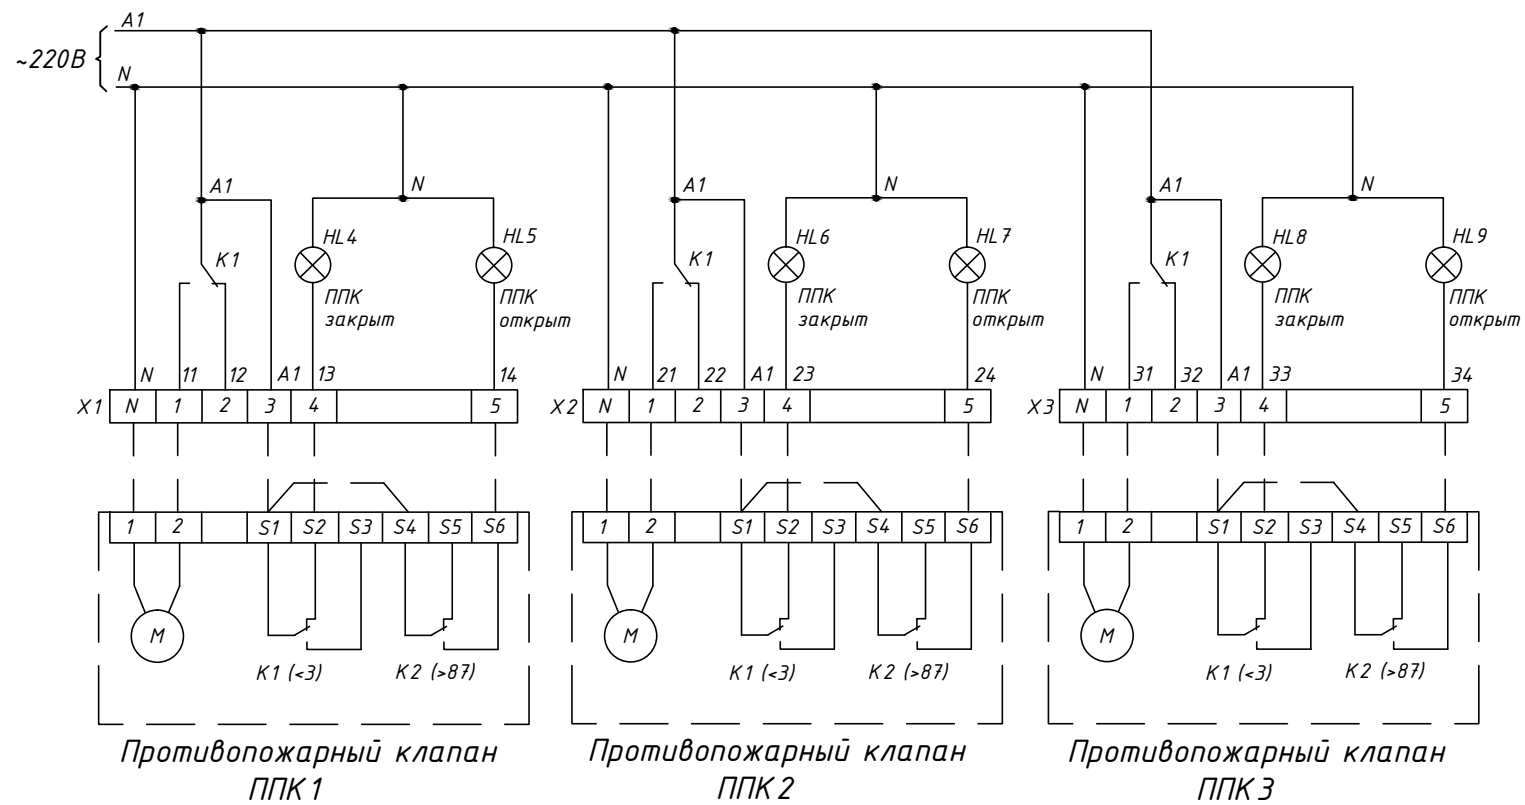 A1
~220В
N
A1
N
A1
N
A1
N
HL4
HL5
HL6
HL7
HL8
HL9
K1
K1
K1
ППК
закрыт
ППК
открыт
ППК
закрыт
ППК
открыт
ППК
закрыт
ППК
открыт
N 11 12 A1 13 14
N 21 22 A1 23 24
N 31 32 A1 33 34
X1 N 1 2 3 4 5
X2 N 1 2 3 4 5
X3 N 1 2 3 4 5
1 2 S1 S2 S3 S4 S5 S6
1 2 S1 S2 S3 S4 S5 S6
1 2 S1 S2 S3 S4 S5 S6
M
M
M
K1 (<3) K2 (>87)
K1 (<3) K2 (>87)
K1 (<3) K2 (>87)
Противопожарный клапан
ППК1
Противопожарный клапан
ППК2
Противопожарный клапан
ППК3